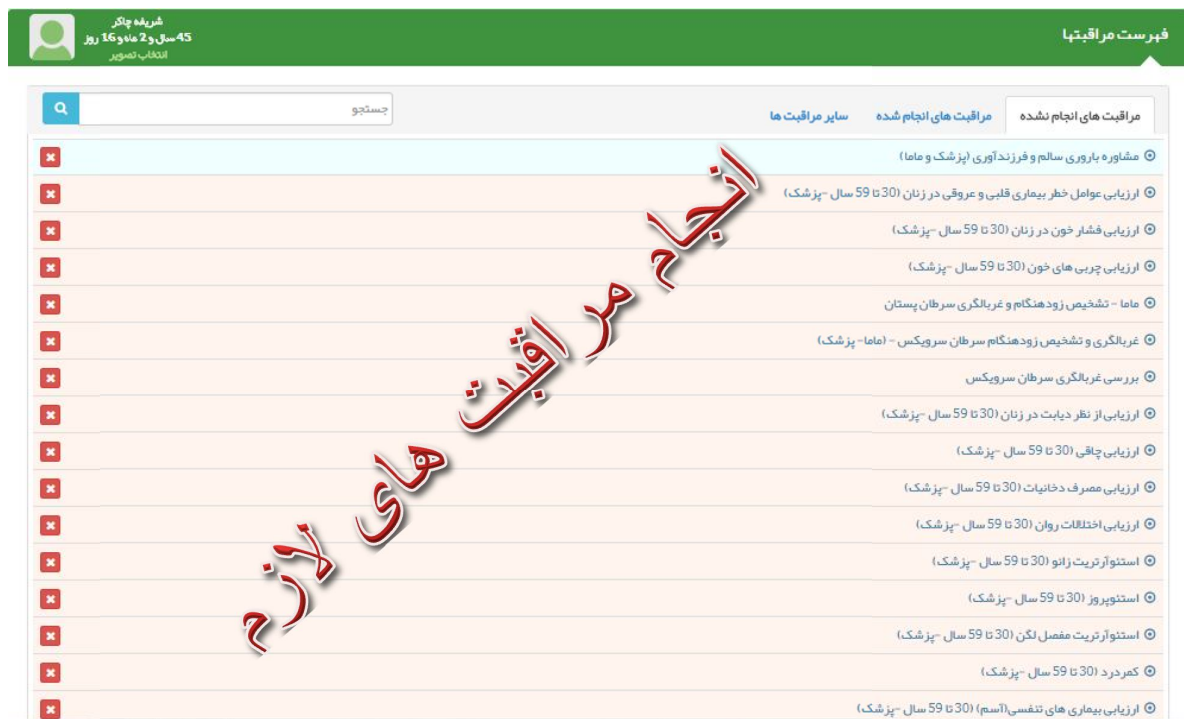 فهرست مراقبتها
شریفه چاکر
45 سال و 2 ماه و 16 روز
انتخاب تصویر
مراقبت های انجام نشده
مراقبت های انجام شده
سایر مراقبت ها
جستجو
مشاوره باروری سالم و فرزندآوری (پزشک و ماما)
ارزیابی عوامل خطر بیماری قلبی و عروقی در زنان (30 تا 59 سال -پزشک)
ارزیابی فشار خون در زنان (30 تا 59 سال -پزشک)
ارزیابی چربی های خون (30 تا 59 سال -پزشک)
ماما - تشخیص زودهنگام و غربالگری سرطان پستان
غربالگری و تشخیص زودهنگام سرطان سرویکس - (ماما- پزشک)
بررسی غربالگری سرطان سرویکس
ارزیابی از نظر دیابت در زنان (30 تا 59 سال -پزشک)
ارزیابی چاقی (30 تا 59 سال -پزشک)
ارزیابی مصرف دخانیات (30 تا 59 سال -پزشک)
ارزیابی اختلالات روان (30 تا 59 سال -پزشک)
استئوآرتریت زانو (30 تا 59 سال -پزشک)
استئوپروز (30 تا 59 سال -پزشک)
استئوآرتریت مفصل لگن (30 تا 59 سال -پزشک)
کمردرد (30 تا 59 سال -پزشک)
ارزیابی بیماری های تنفسی(آسم) (30 تا 59 سال -پزشک)
انجام مراقبت های لازم